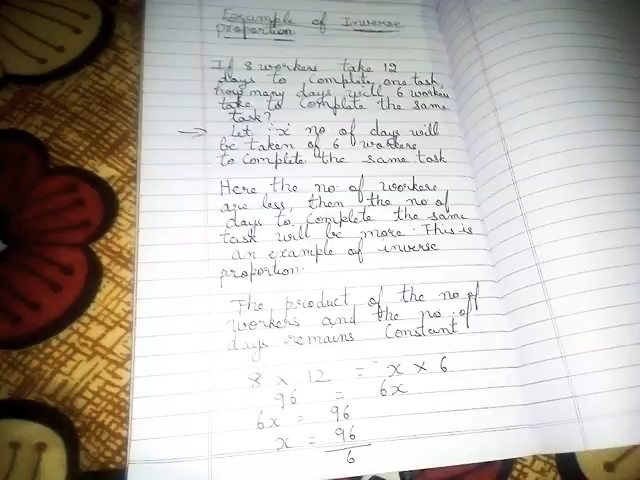 Example of Inverse
proportion
If 8 workers take 12
days to complete one task,
how many days will 6 workers
take to complete the same
task?
→ Let 'x' no of days will
be taken of 6 workers
to complete the same task
Here the no of workers
are less, then the no of
days to complete the same
task will be more. This is
an example of inverse
proportion.
The product of the no of
workers and the no. of
days remains Constant
8 × 12 = x × 6
96 = 6x
6x = 96
x = 96
6